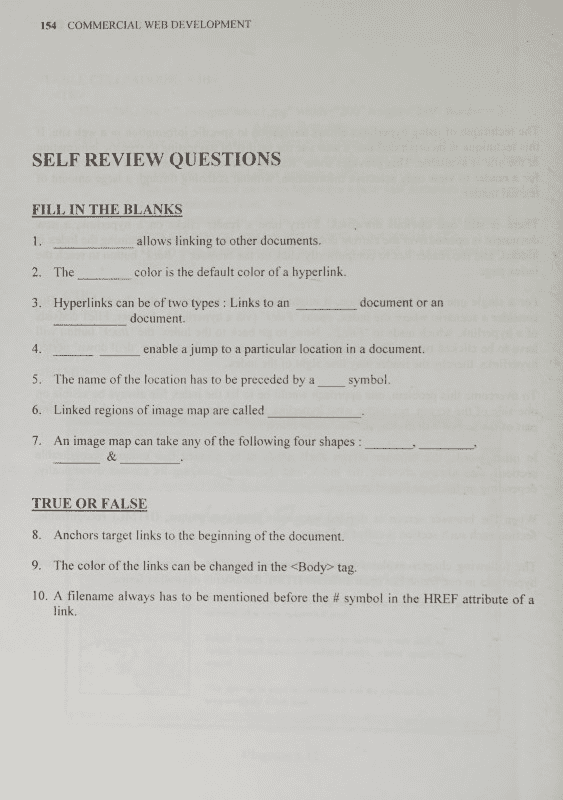 154 COMMERCIAL WEB DEVELOPMENT
SELF REVIEW QUESTIONS
FILL IN THE BLANKS
1. ____________ allows linking to other documents.
2. The ________ color is the default color of a hyperlink.
3. Hyperlinks can be of two types : Links to an _________ document or an
___________ document.
4. ______ ______ enable a jump to a particular location in a document.
5. The name of the location has to be preceded by a ____ symbol.
6. Linked regions of image map are called ______________.
7. An image map can take any of the following four shapes : _______, ________,
_______ & _________.
TRUE OR FALSE
8. Anchors target links to the beginning of the document.
9. The color of the links can be changed in the <Body> tag.
10. A filename always has to be mentioned before the # symbol in the HREF attribute of a
link.